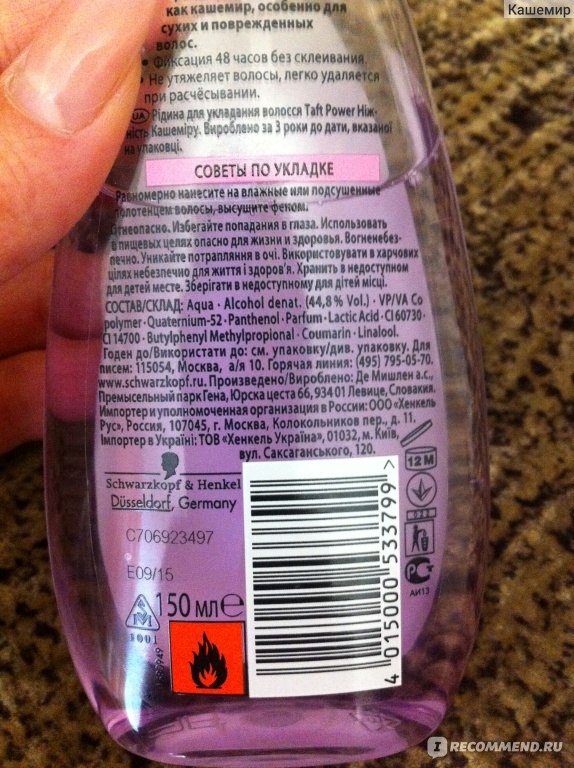 Кашемир
как кашемир, особенно для
сухих и поврежденных
волос.
• Фиксация 48 часов без склеивания.
• Не утяжеляет волосы, легко удаляется
при расчёсывании.
UA Рідина для укладання волосся Taft Power Ніж-
ність Кашеміру. Вироблено за 3 роки до дати, вказаної
на упаковці.
СОВЕТЫ ПО УКЛАДКЕ
Равномерно нанесите на влажные или подсушенные
полотенцем волосы, высушите феном.
Огнеопасно. Избегайте попадания в глаза. Использовать
в пищевых целях опасно для жизни и здоровья. Вогненебез-
печно. Уникайте потрапляння в очі. Використовувати в харчових
цілях небезпечно для життя і здоров'я. Хранить в недоступном
для детей месте. Зберігати в недоступному для дітей місці.
СОСТАВ/СКЛАД: Aqua · Alcohol denat. (44,8 % Vol.) · VP/VA Co
polymer · Quaternium-52 · Panthenol · Parfum · Lactic Acid · CI 60730 ·
CI 14700 · Butylphenyl Methylpropional · Coumarin · Linalool.
Годен до/Використати до: см. упаковку/див. упаковку. Для
писем: 115054, Москва, а/я 10. Горячая линия: (495) 795-05-70.
www.schwarzkopf.ru. Произведено/Вироблено: Де Мишлен а.с.,
Премысельный парк Гена, Юрска цеста 66, 934 01 Левице, Словакия.
Импортер и уполномоченная организация в России: ООО «Хенкель
Рус», Россия, 107045, г. Москва, Колокольников пер., д. 11.
Імпортер в Україні: ТОВ «Хенкель Україна», 01032, м. Київ,
вул. Саксаганського, 120.
12 M
Schwarzkopf & Henkel
Düsseldorf, Germany
C706923497
E09/15
150 мл e
1001
АИ13
4 015000 533799 >
IRECOMMEND.RU